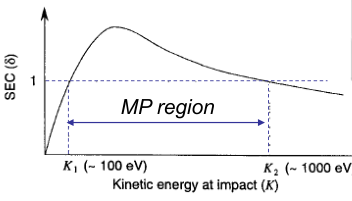 SEC (δ)
1
MP region
K1 (~ 100 eV)
K2 (~ 1000 eV
Kinetic energy at impact (K)